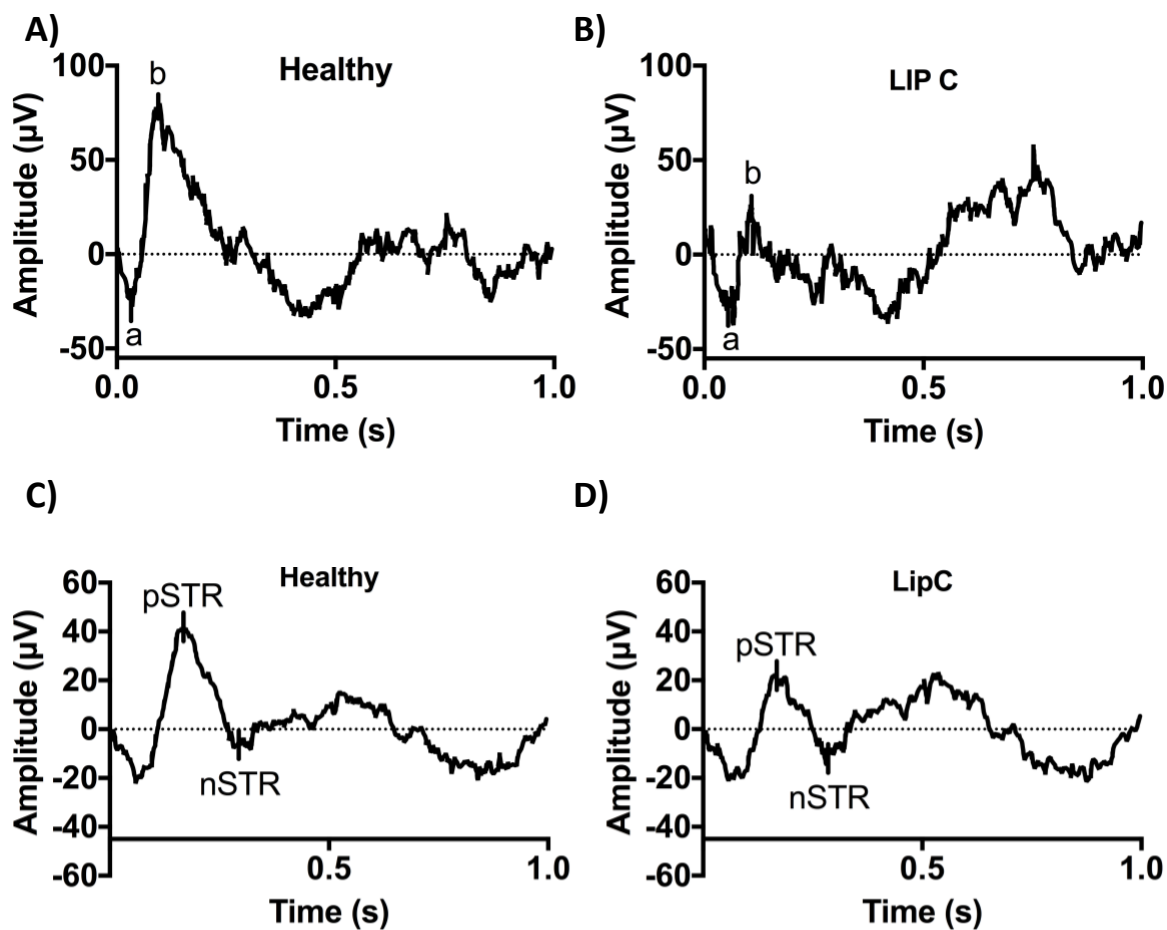 A)
Healthy
100
50
0
-50
Amplitude (µV)
b
a
0.0 0.5 1.0
Time (s)
B)
LIP C
100
50
0
-50
Amplitude (µV)
b
a
0.0 0.5 1.0
Time (s)
C)
Healthy
60
40
20
0
-20
-40
-60
Amplitude (µV)
pSTR
nSTR
0.5 1.0
Time (s)
D)
LipC
60
40
20
0
-20
-40
-60
Amplitude (µV)
pSTR
nSTR
0.5 1.0
Time (s)